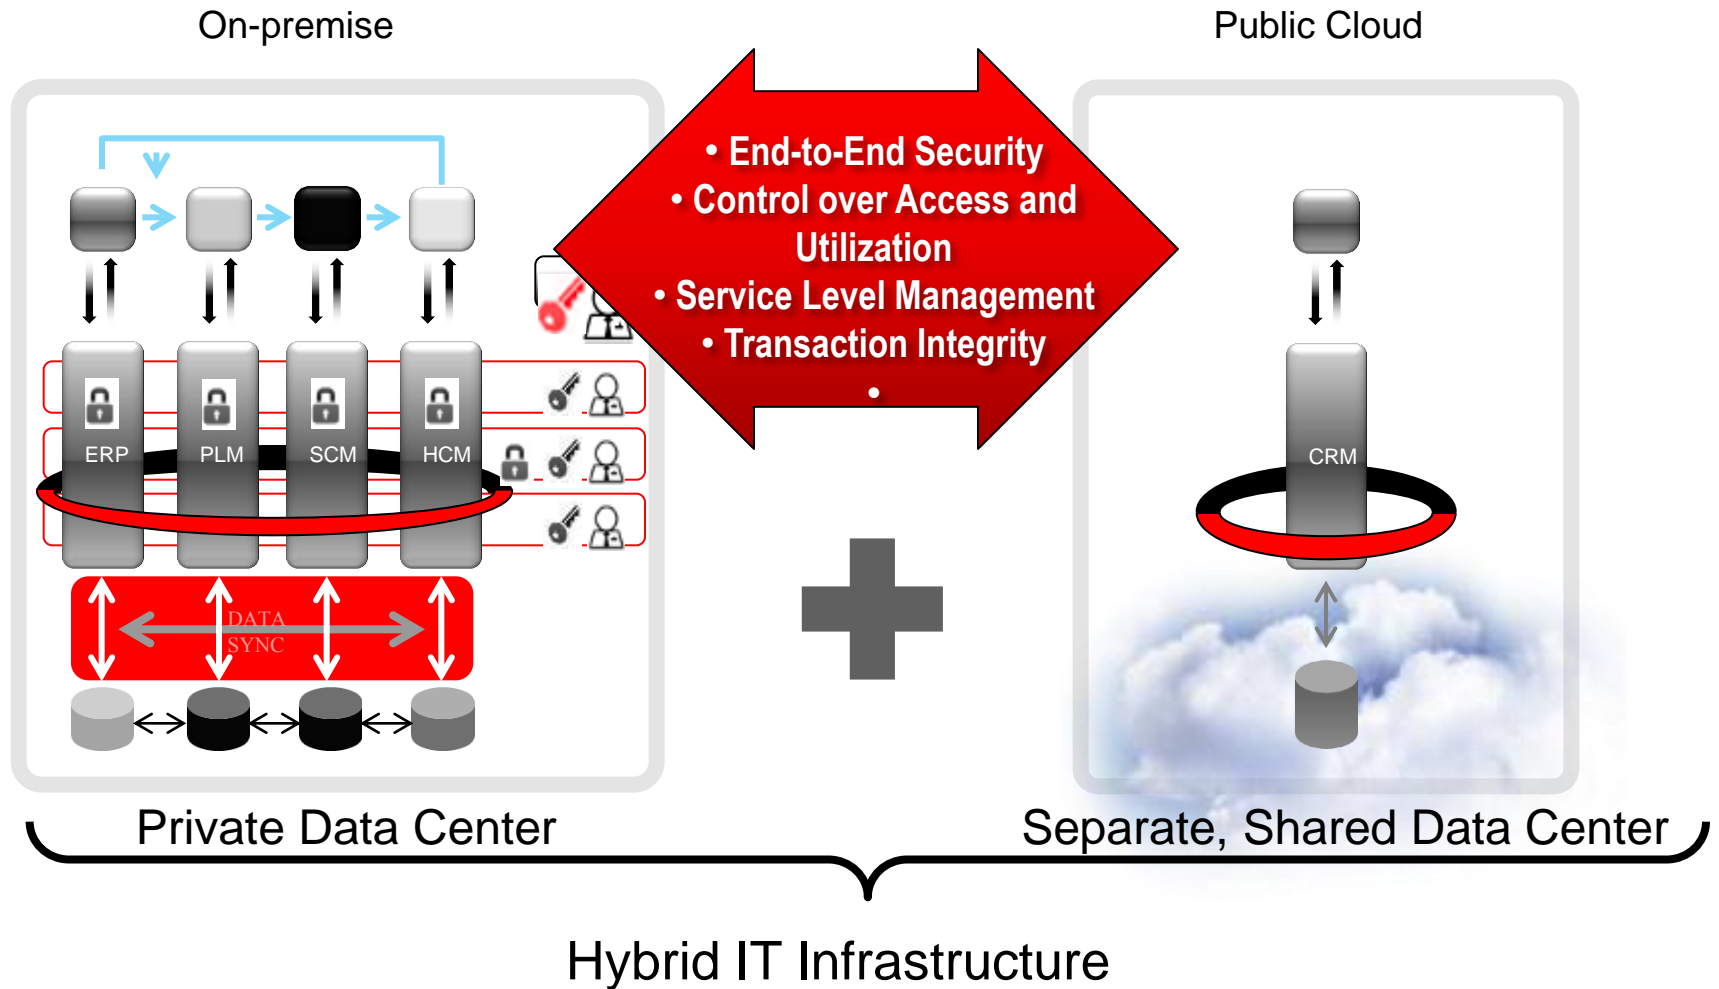 On-premise
Public Cloud
• End-to-End Security
• Control over Access and
Utilization
• Service Level Management
• Transaction Integrity
•
ERP
PLM
SCM
HCM
CRM
DATA
SYNC
Private Data Center
Separate, Shared Data Center
Hybrid IT Infrastructure